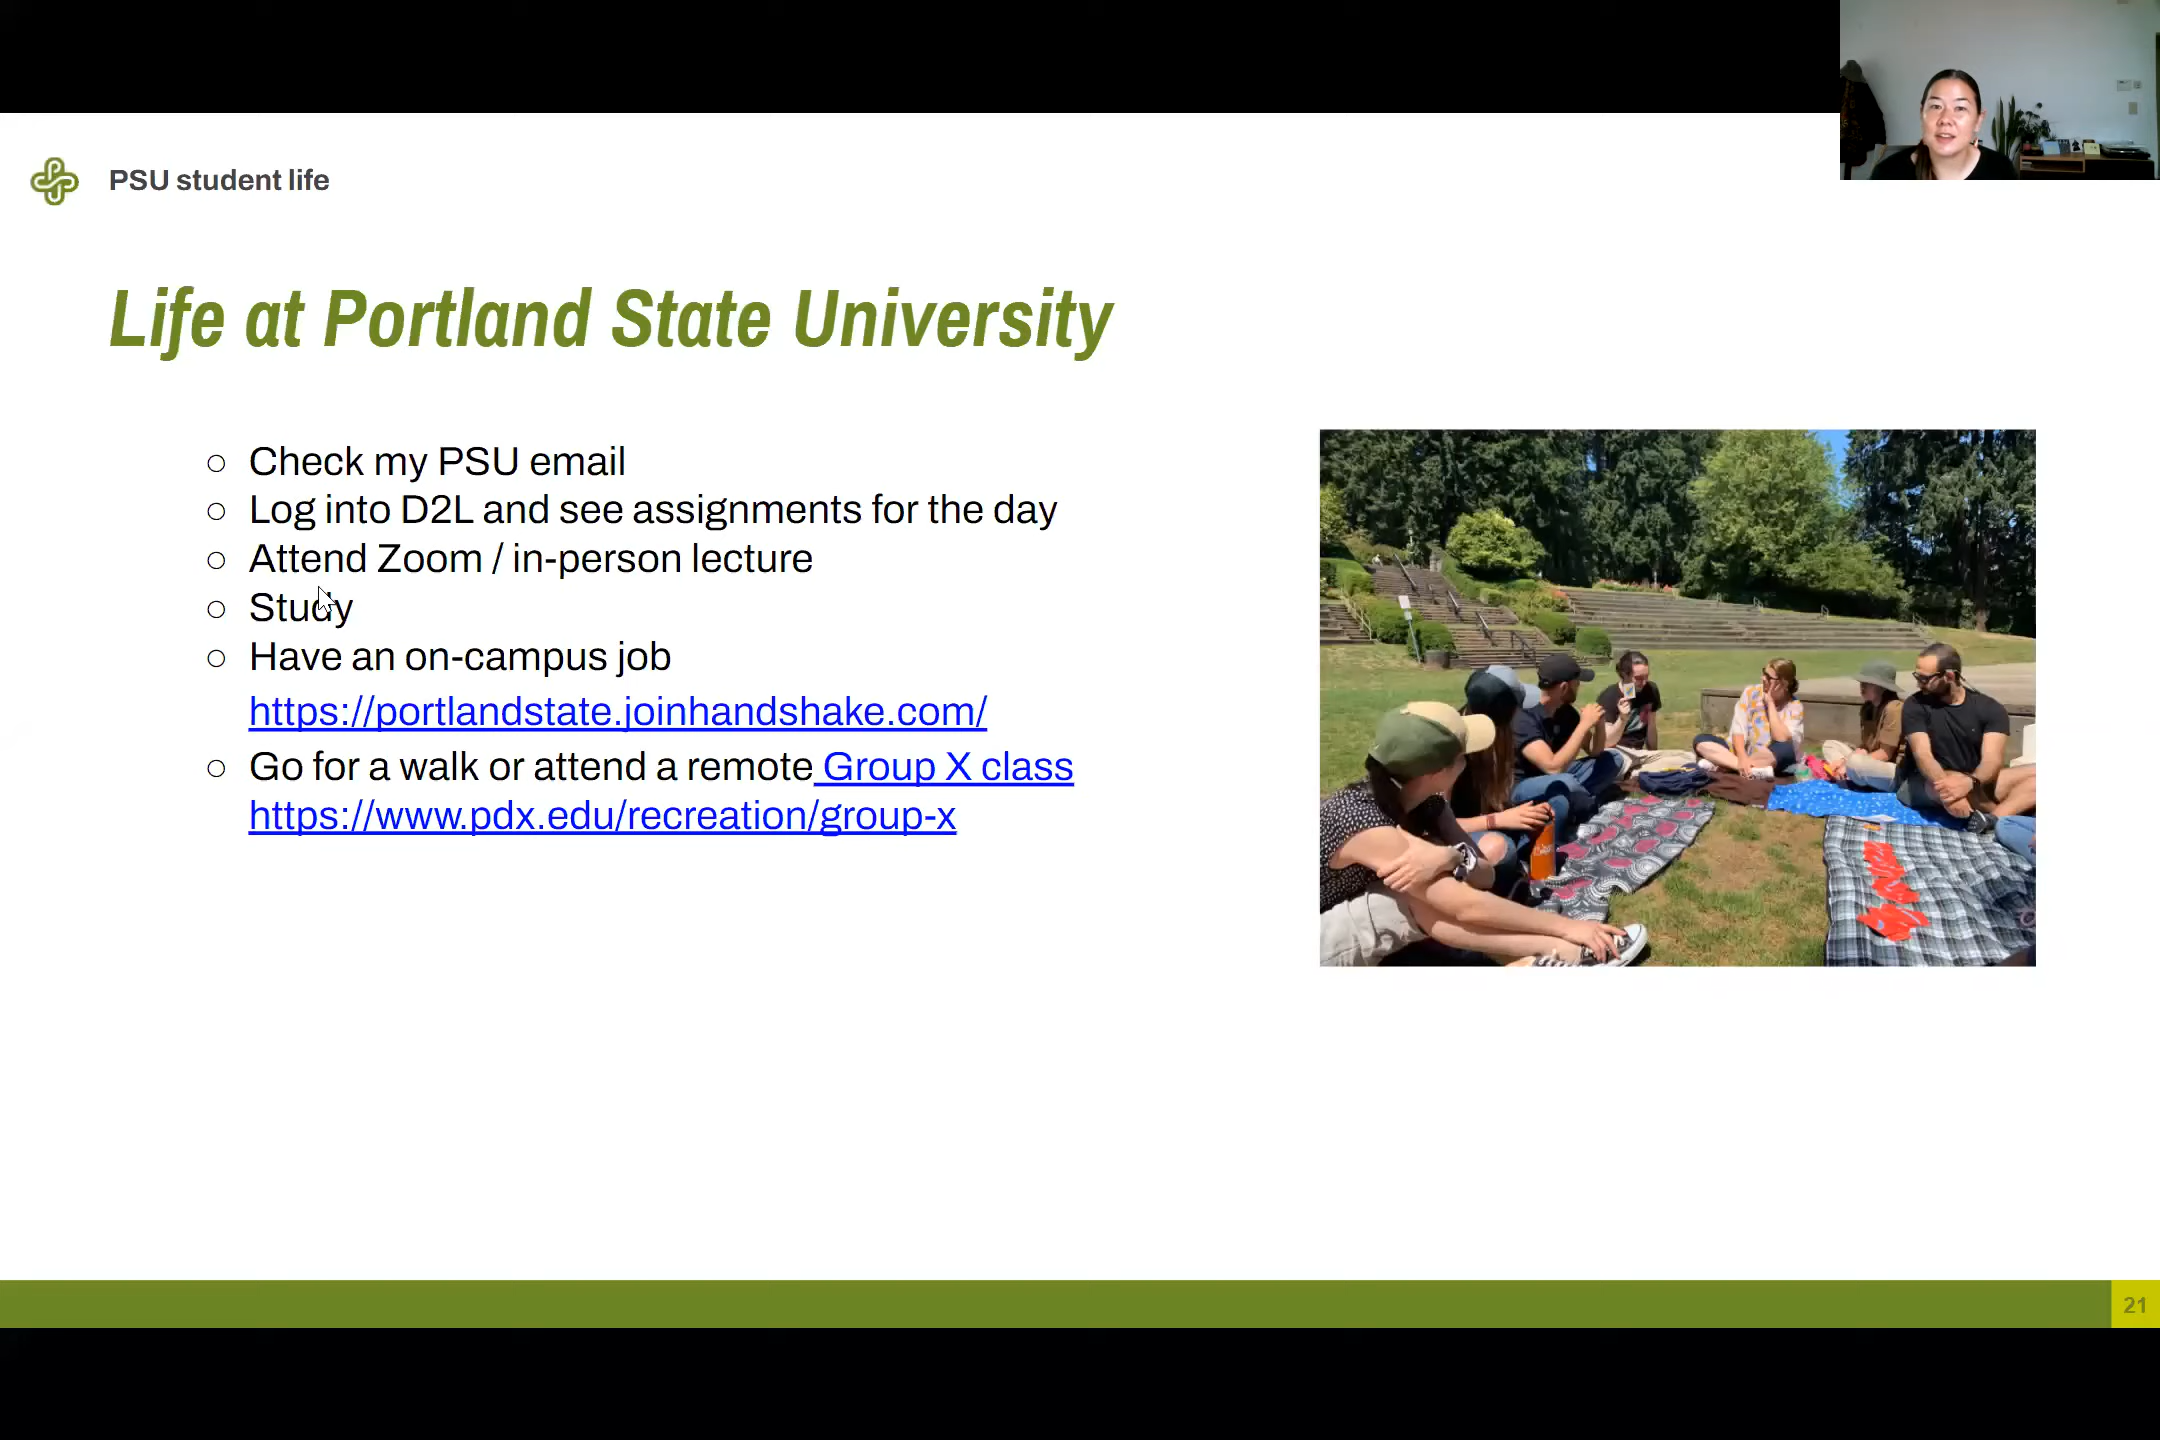 PSU student life
Life at Portland State University
○ Check my PSU email
○ Log into D2L and see assignments for the day
○ Attend Zoom / in-person lecture
○ Study
○ Have an on-campus job
https://portlandstate.joinhandshake.com/
○ Go for a walk or attend a remote Group X class
https://www.pdx.edu/recreation/group-x
21